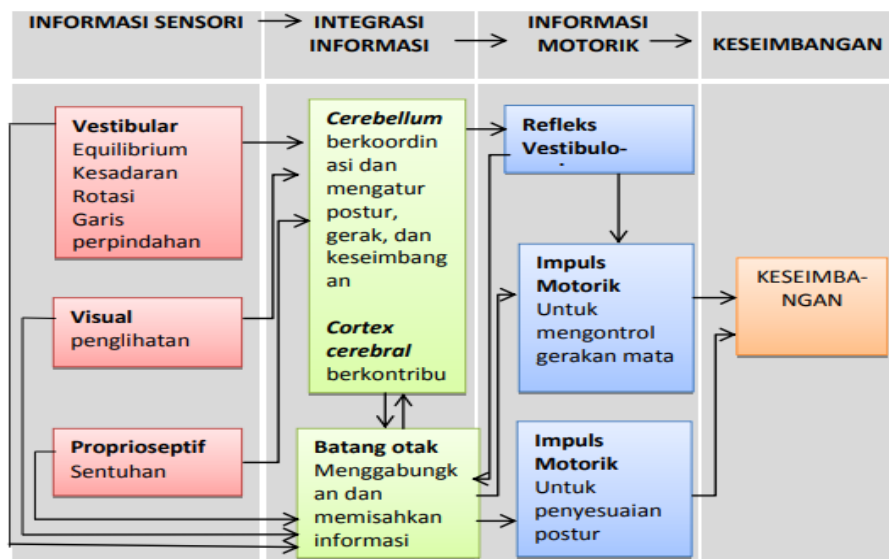 INFORMASI SENSORI
INTEGRASI
INFORMASI
INFORMASI
MOTORIK
KESEIMBANGAN
Vestibular
Equilibrium
Kesadaran
Rotasi
Garis
perpindahan
Visual
penglihatan
Proprioseptif
Sentuhan
Cerebellum
berkoordin
asi dan
mengatur
postur,
gerak, dan
keseimbang
an
Cortex
cerebral
berkontribu
Batang otak
Menggabungk
an dan
memisahkan
informasi
Refleks
Vestibulo-
Impuls
Motorik
Untuk
mengontrol
gerakan mata
Impuls
Motorik
Untuk
penyesuaian
postur
KESEIMBA-
NGAN